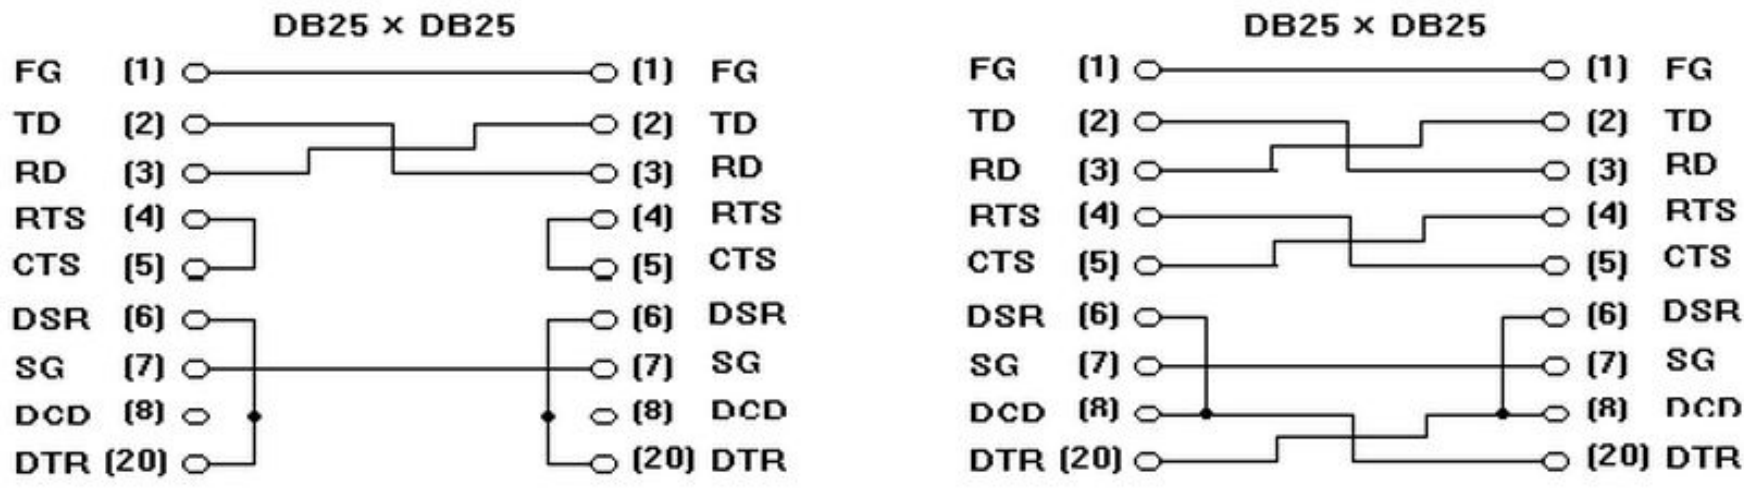 DB25 × DB25
FG (1) (1) FG
TD (2) (2) TD
RD (3) (3) RD
RTS (4) (4) RTS
CTS (5) (5) CTS
DSR (6) (6) DSR
SG (7) (7) SG
DCD (8) (8) DCD
DTR (20) (20) DTR
DB25 × DB25
FG (1) (1) FG
TD (2) (2) TD
RD (3) (3) RD
RTS (4) (4) RTS
CTS (5) (5) CTS
DSR (6) (6) DSR
SG (7) (7) SG
DCD (8) (8) DCD
DTR (20) (20) DTR